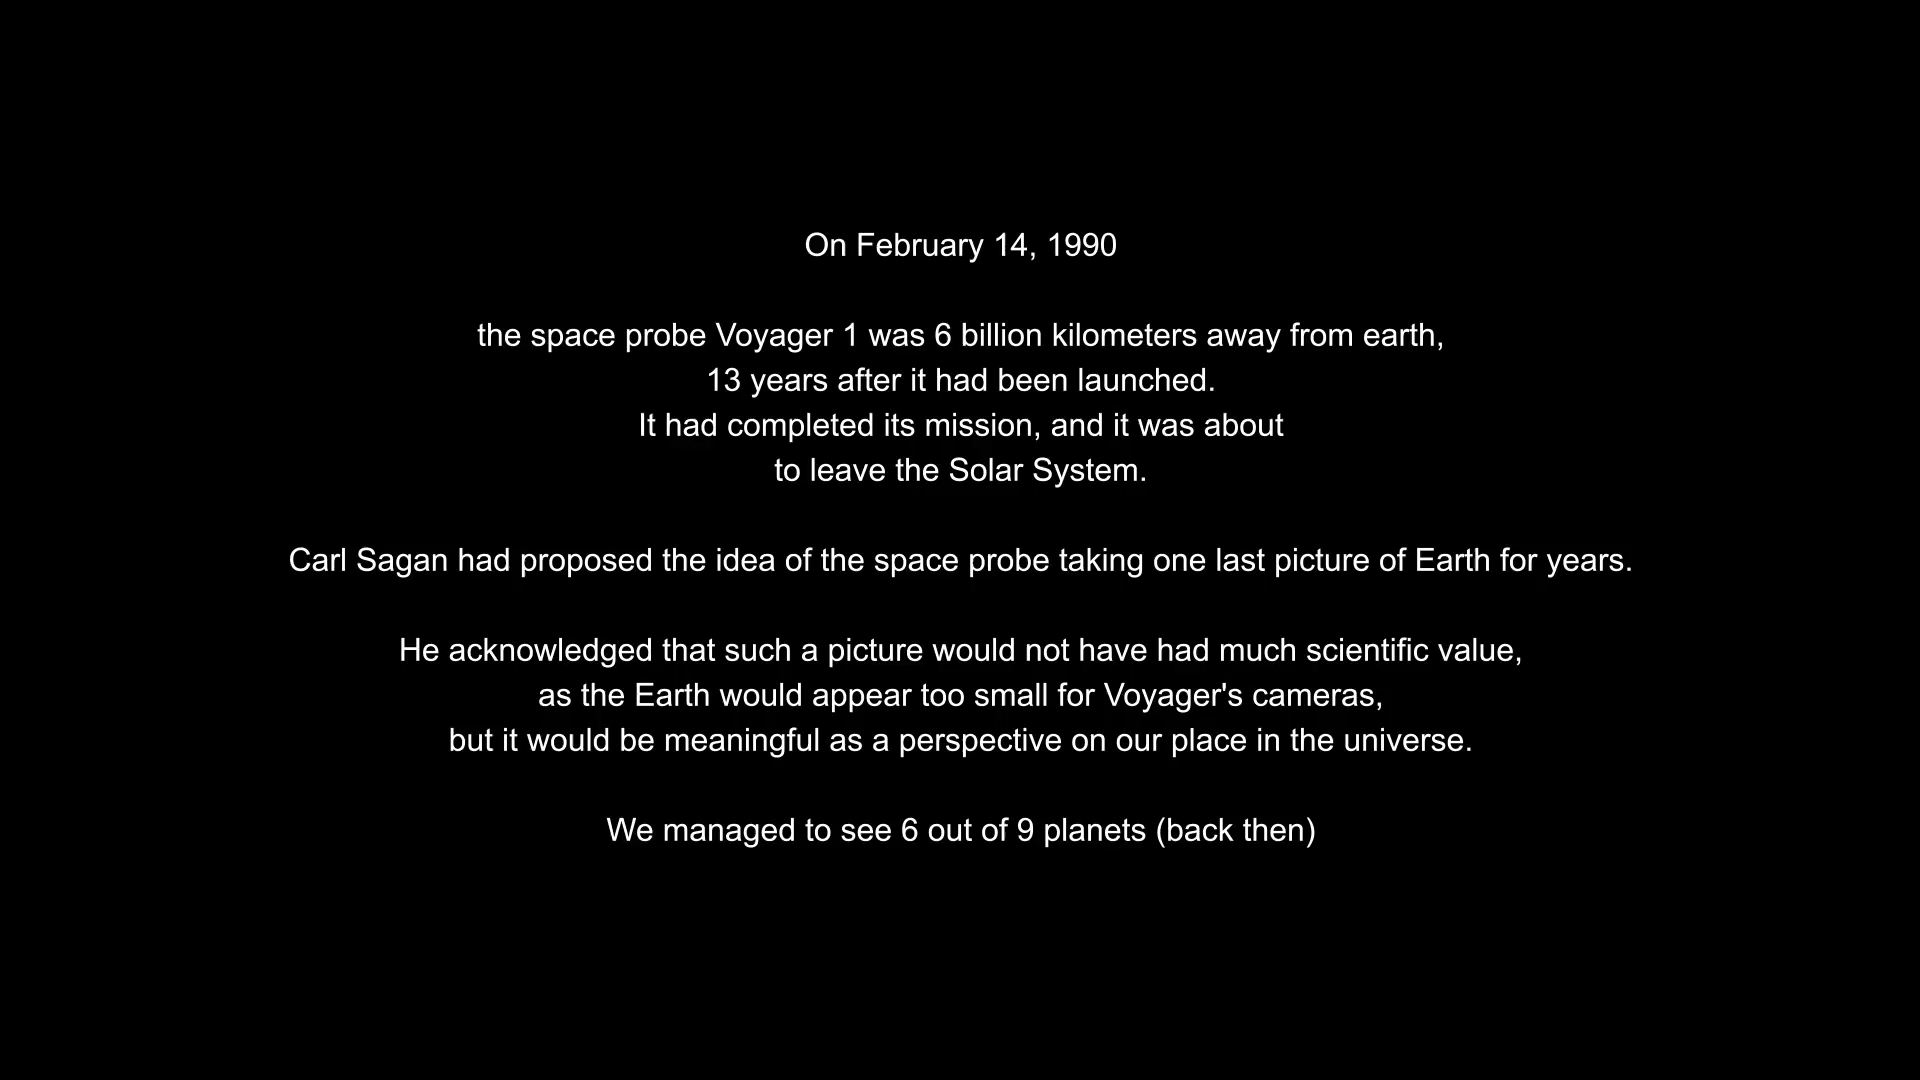 On February 14, 1990
the space probe Voyager 1 was 6 billion kilometers away from earth,
13 years after it had been launched.
It had completed its mission, and it was about
to leave the Solar System.
Carl Sagan had proposed the idea of the space probe taking one last picture of Earth for years.
He acknowledged that such a picture would not have had much scientific value,
as the Earth would appear too small for Voyager's cameras,
but it would be meaningful as a perspective on our place in the universe.
We managed to see 6 out of 9 planets (back then)